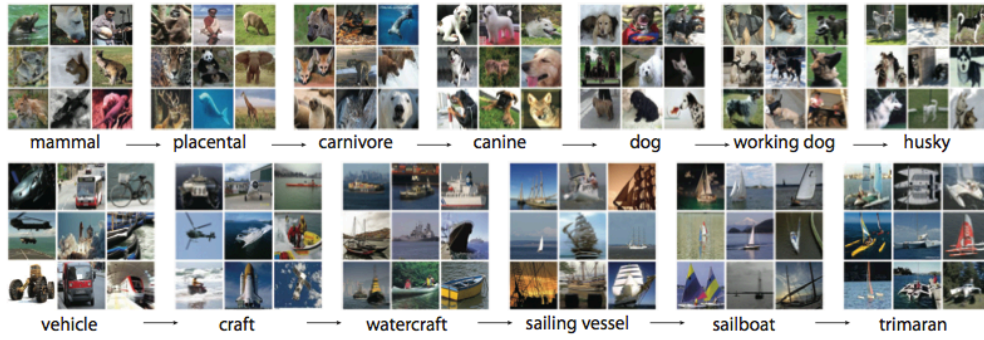 mammal → placental → carnivore → canine → dog → working dog → husky
vehicle → craft → watercraft → sailing vessel → sailboat → trimaran